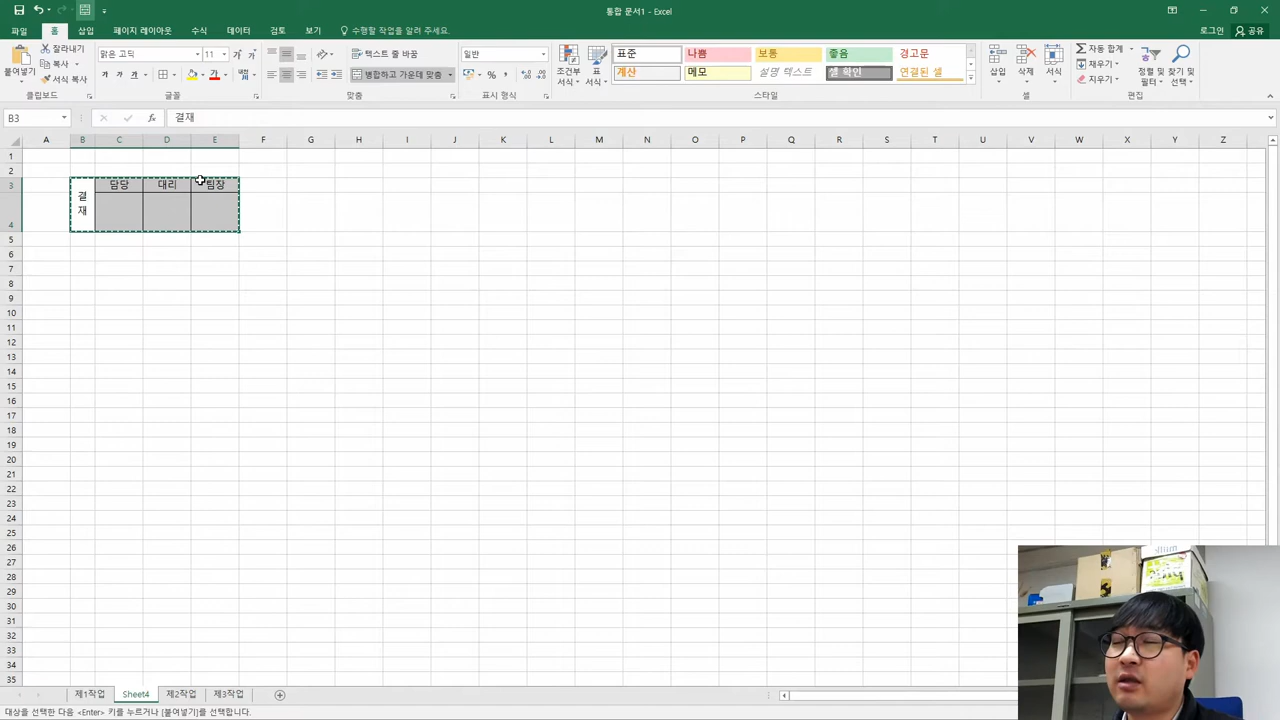 통합 문서1 - Excel
파일 홈 삽입 페이지 레이아웃 수식 데이터 검토 보기 수행할 작업을 알려 주세요. 로그인 공유
잘라내기
복사
서식 복사
붙여넣기
클립보드
맑은 고딕 11
가 가 가
글꼴
텍스트 줄 바꿈
병합하고 가운데 맞춤
맞춤
일반
표시 형식
조건부 서식
표 서식
표준 나쁨 보통 좋음 경고문
계산 메모 설명 텍스트 셀 확인 연결된 셀
스타일
삽입 삭제 서식
셀
자동 합계
채우기
지우기
정렬 및 필터
찾기 및 선택
편집
B3 결재
A B C D E F G H I J K L M N O P Q R S T U V W X Y Z
1
2
3 담당 대리 팀장
결
재
4
5
6
7
8
9
10
11
12
13
14
15
16
17
18
19
20
21
22
23
24
25
26
27
28
29
30
31
32
33
34
35
제1작업 Sheet4 제2작업 제3작업
대상을 선택한 다음 <Enter> 키를 누르거나 [붙여넣기]를 선택합니다.